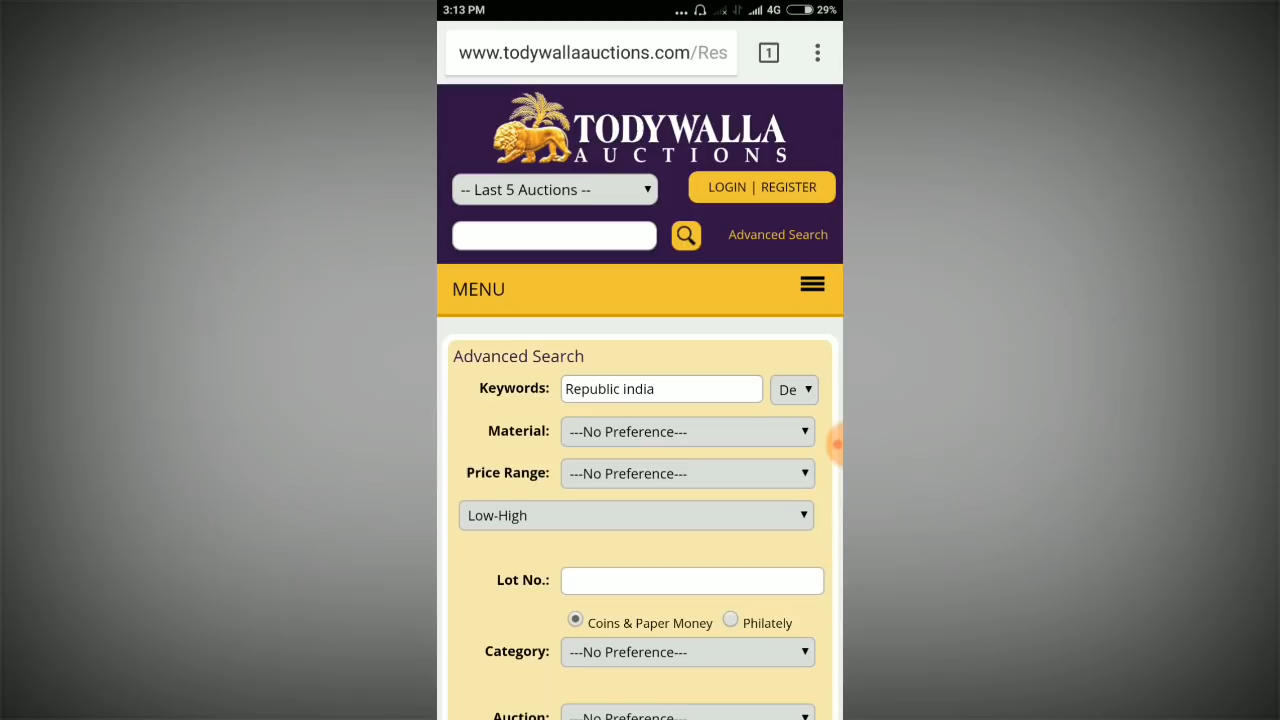 3:13 PM ... 4G 29%
www.todywallaauctions.com/Res 1
TODYWALLA
AUCTIONS
-- Last 5 Auctions -- LOGIN | REGISTER
Advanced Search
MENU
Advanced Search
Keywords: Republic india De
Material: ---No Preference---
Price Range: ---No Preference---
Low-High
Lot No.:
Coins & Paper Money Philately
Category: ---No Preference---
Auction: ---No Preference---